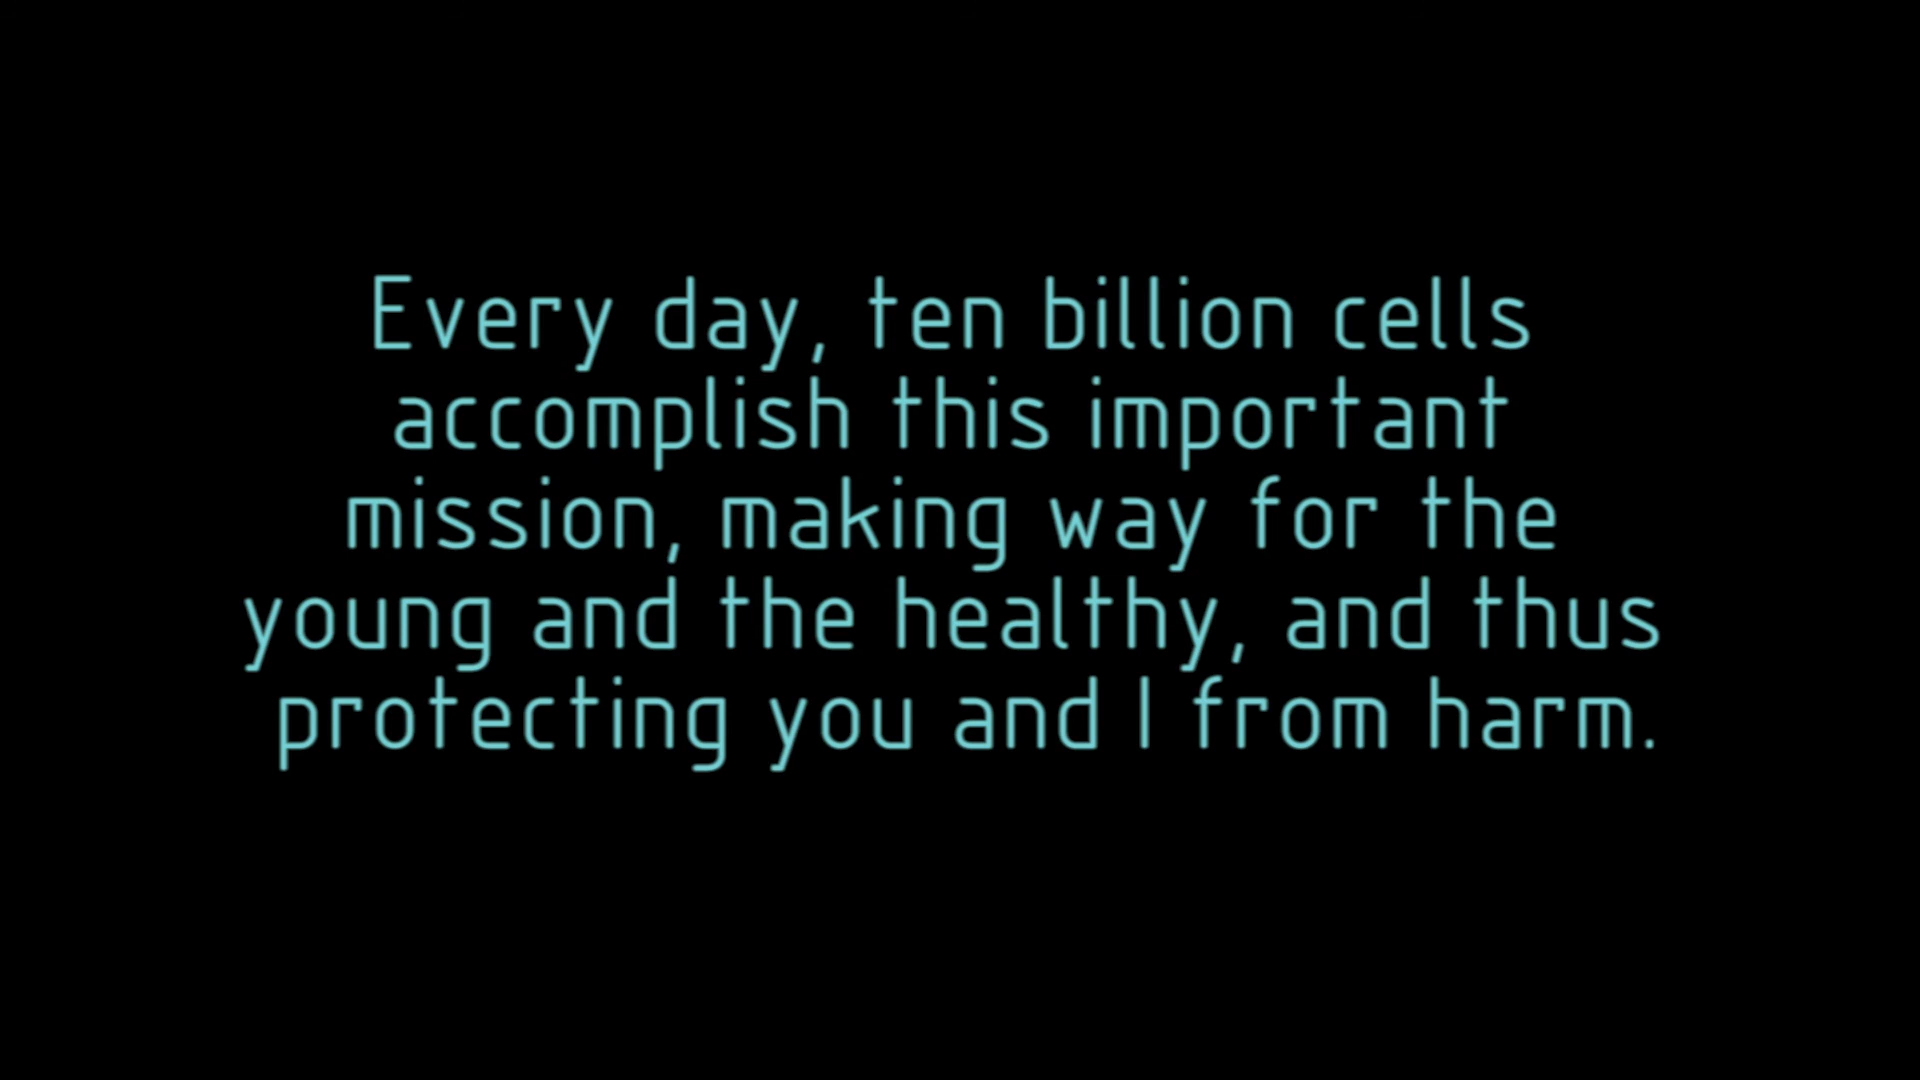 Every day, ten billion cells
accomplish this important
mission, making way for the
young and the healthy, and thus
protecting you and I from harm.